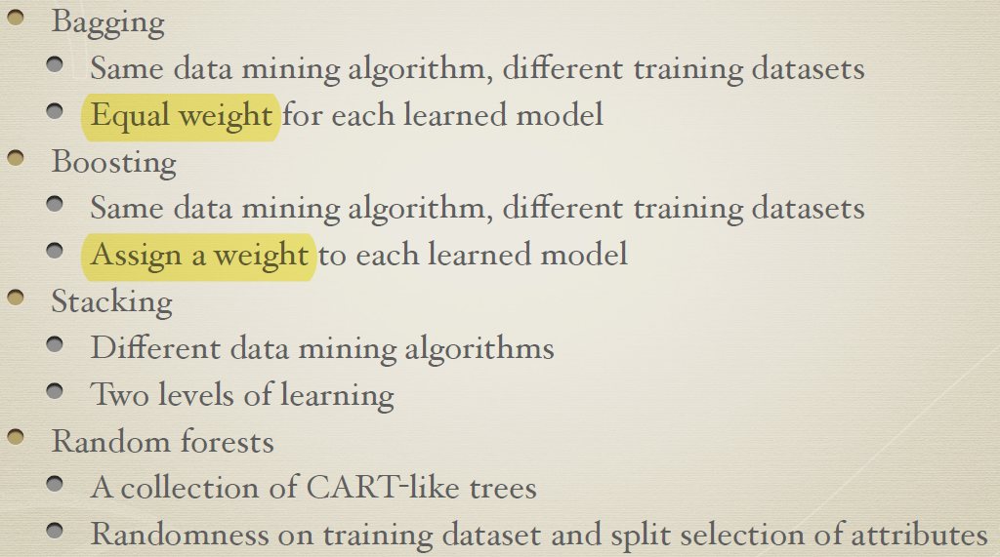 Bagging
Same data mining algorithm, different training datasets
Equal weight for each learned model
Boosting
Same data mining algorithm, different training datasets
Assign a weight to each learned model
Stacking
Different data mining algorithms
Two levels of learning
Random forests
A collection of CART-like trees
Randomness on training dataset and split selection of attributes